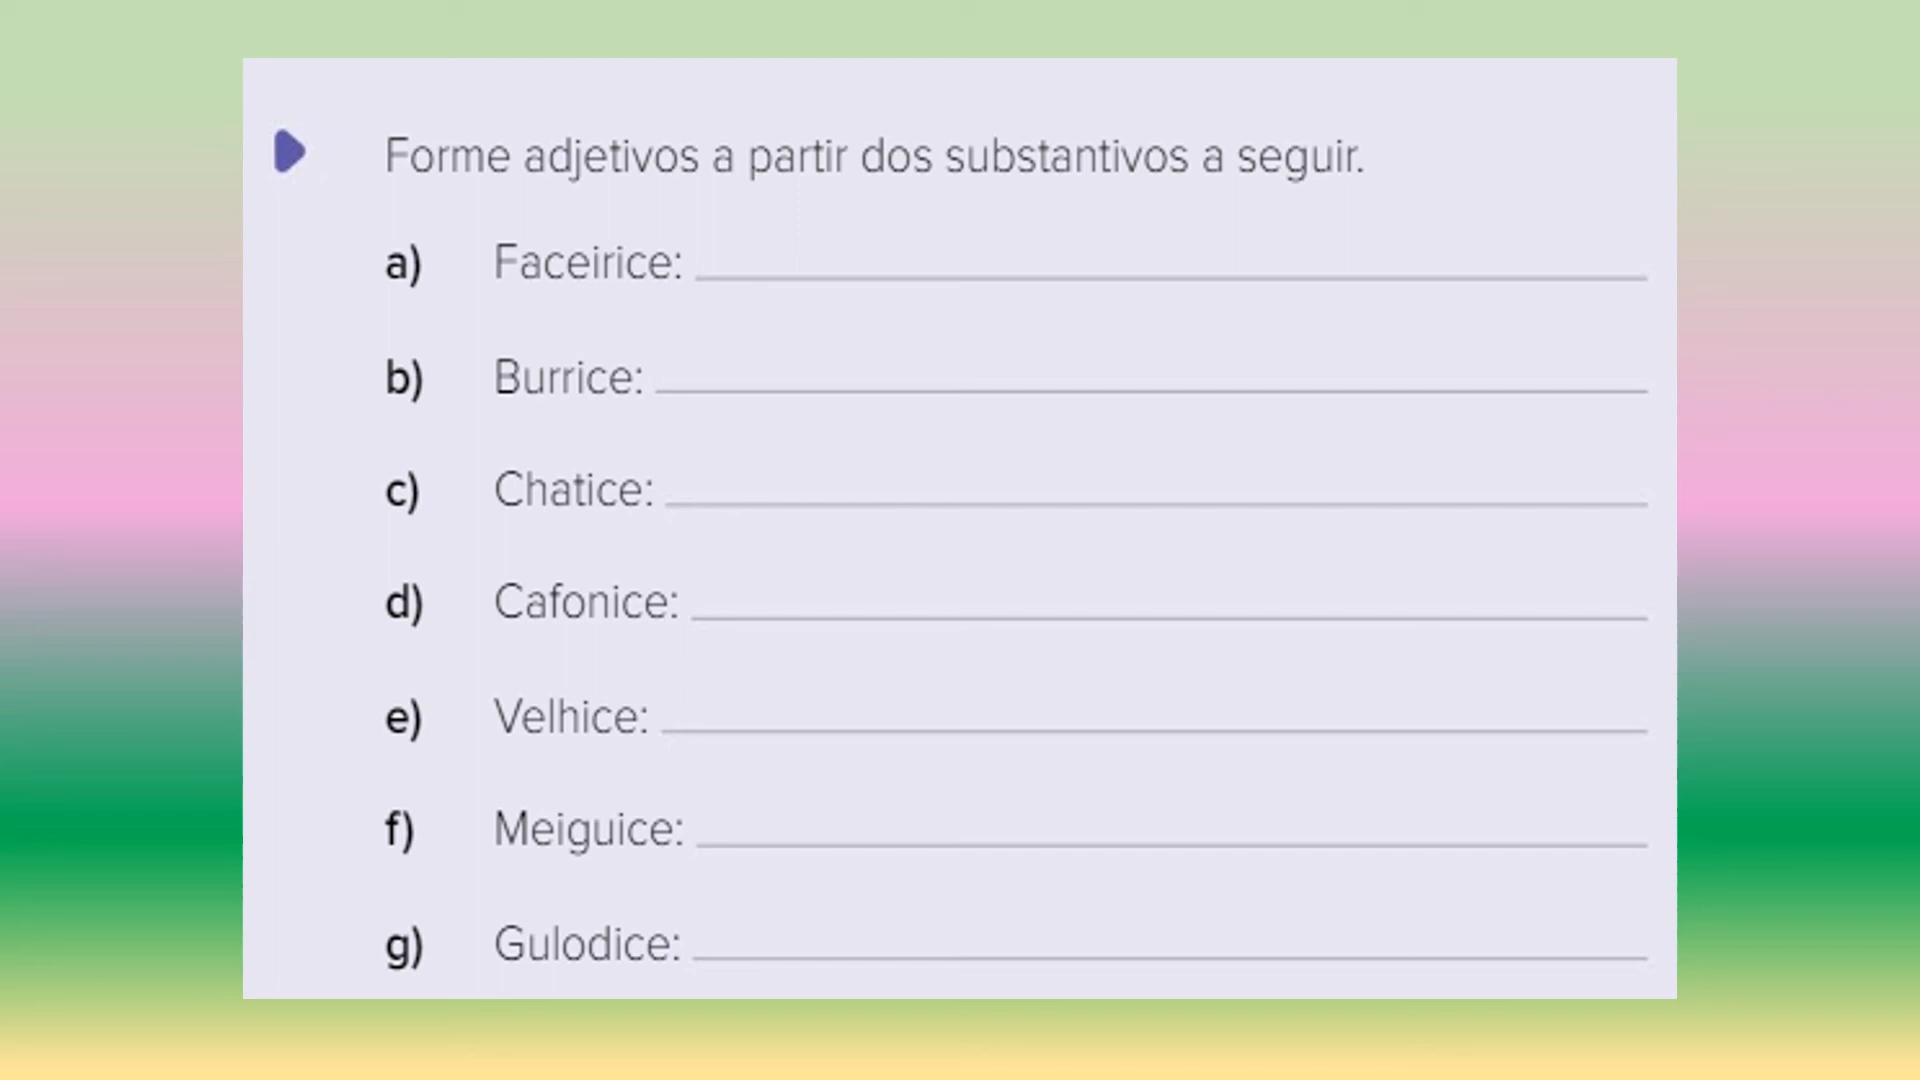 Forme adjetivos a partir dos substantivos a seguir.
a) Faceirice:
b) Burrice:
c) Chatice:
d) Cafonice:
e) Velhice:
f) Meiguice:
g) Gulodice: